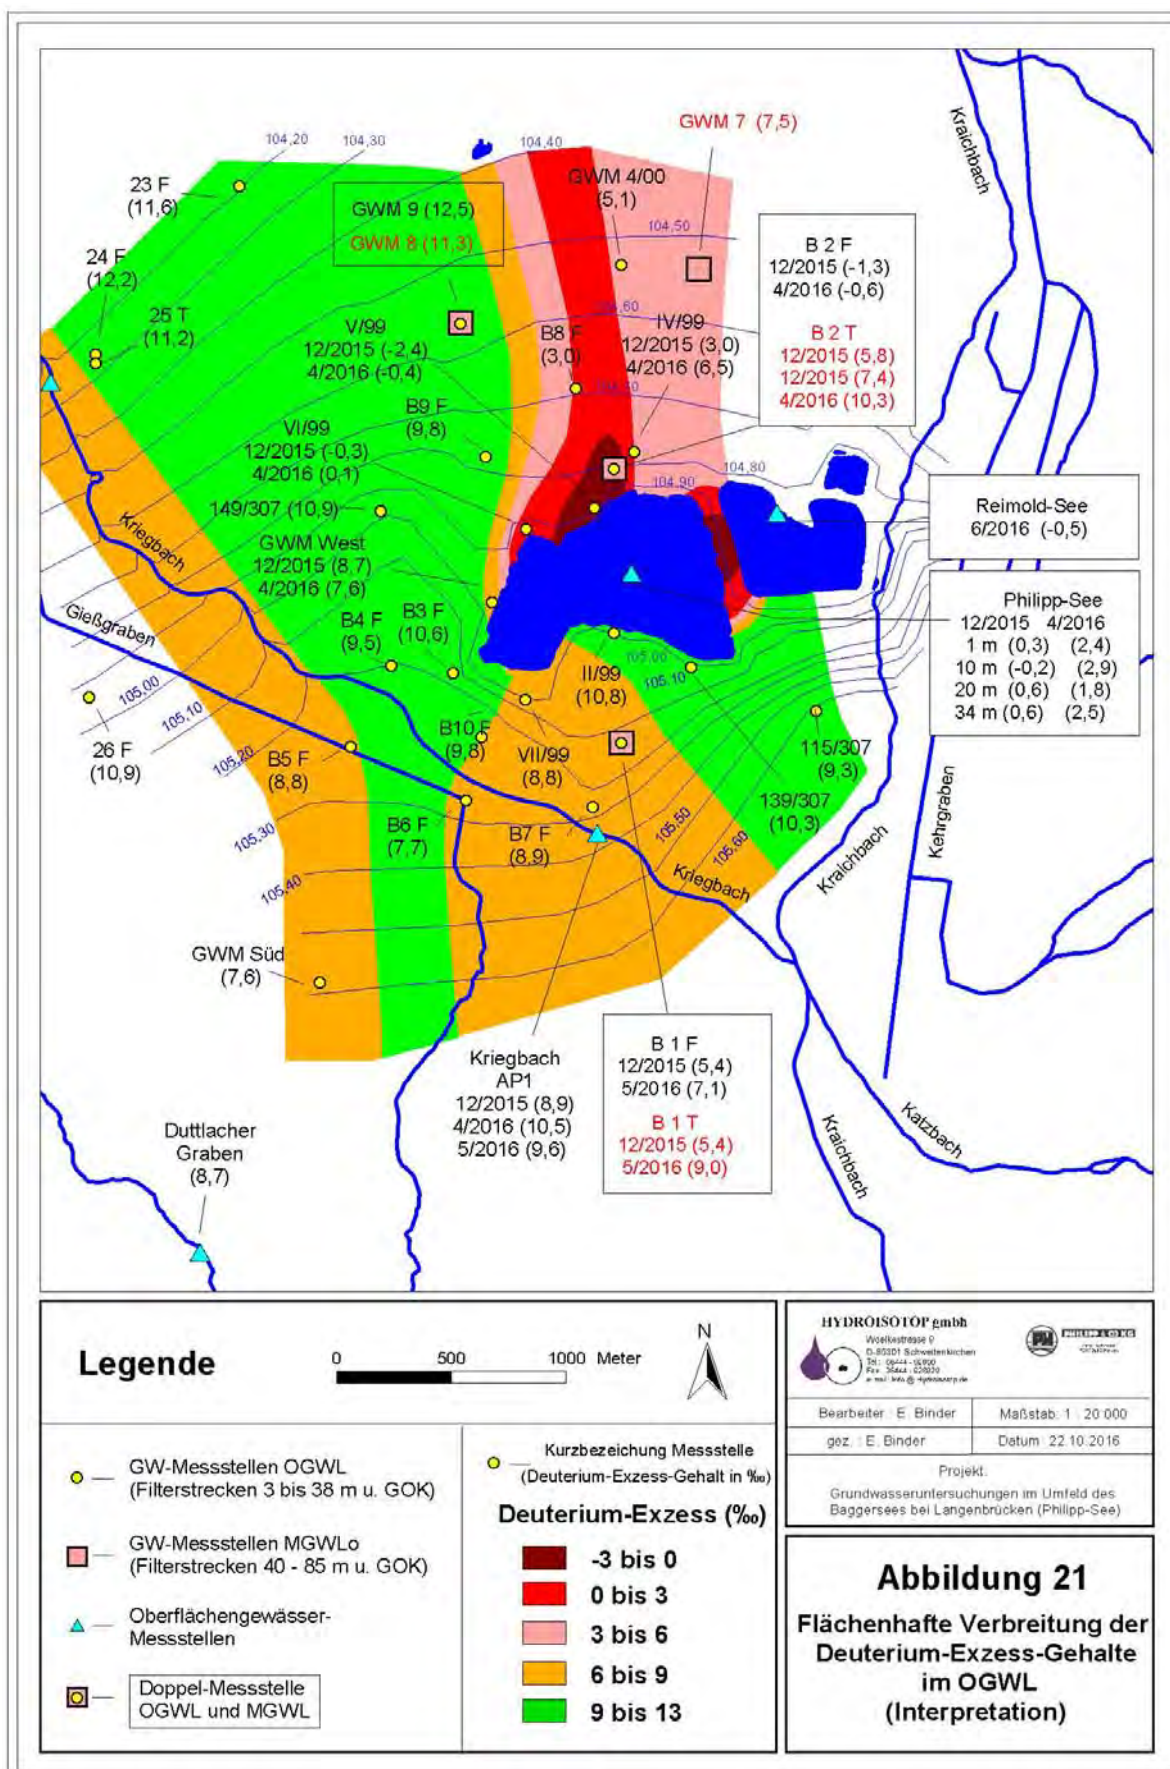 104,20
104,30
104,40
GWM 7 (7,5)
Kraichbach
23 F
(11,6)
GWM 4/00
(5,1)
GWM 9 (12,5)
GWM 8 (11,3)
104,50
B 2 F
12/2015 (-1,3)
4/2016 (-0,6)
B 2 T
12/2015 (5,8)
12/2015 (7,4)
4/2016 (10,3)
24 F
(12,2)
25 T
(11,2)
104,60
V/99
12/2015 (-2,4)
4/2016 (-0,4)
B8 F
(3,0)
IV/99
12/2015 (3,0)
4/2016 (6,5)
B9 F
(9,8)
VI/99
12/2015 (-0,3)
4/2016 (0,1)
104,80
104,90
149/307 (10,9)
Reimold-See
6/2016 (-0,5)
Kriegbach
GWM West
12/2015 (8,7)
4/2016 (7,6)
Gießgraben
B4 F
(9,5)
B3 F
(10,6)
Philipp-See
12/2015 4/2016
1 m (0,3) (2,4)
10 m (-0,2) (2,9)
20 m (0,6) (1,8)
34 m (0,6) (2,5)
105,00
105,10
II/99
(10,8)
105,00
105,10
105,20
26 F
(10,9)
B5 F
(8,8)
B10 F
(9,8)
VII/99
(8,8)
115/307
(9,3)
139/307
(10,3)
105,30
B6 F
(7,7)
B7 F
(8,9)
105,50
105,60
Kriegbach
Kraichbach
Kehrgraben
105,40
GWM Süd
(7,6)
Kriegbach
AP1
12/2015 (8,9)
4/2016 (10,5)
5/2016 (9,6)
B 1 F
12/2015 (5,4)
5/2016 (7,1)
B 1 T
12/2015 (5,4)
5/2016 (9,0)
Kraichbach
Katzbach
Duttlacher
Graben
(8,7)
Legende
0 500 1000 Meter
N
GW-Messstellen OGWL
(Filterstrecken 3 bis 38 m u. GOK)
GW-Messstellen MGWLo
(Filterstrecken 40 - 85 m u. GOK)
Oberflächengewässer-
Messstellen
Doppel-Messstelle
OGWL und MGWL
Kurzbezeichung Messstelle
(Deuterium-Exzess-Gehalt in ‰)
Deuterium-Exzess (‰)
-3 bis 0
0 bis 3
3 bis 6
6 bis 9
9 bis 13
HYDROISOTOP gmbh
Woelkestrasse 9
D-85301 Schweitenkirchen
PHILIPP & CO KG
Bearbeiter: E. Binder
Maßstab: 1 : 20 000
gez.: E. Binder
Datum: 22.10.2016
Projekt:
Grundwasseruntersuchungen im Umfeld des
Baggersees bei Langenbrücken (Philipp-See)
Abbildung 21
Flächenhafte Verbreitung der
Deuterium-Exzess-Gehalte
im OGWL
(Interpretation)